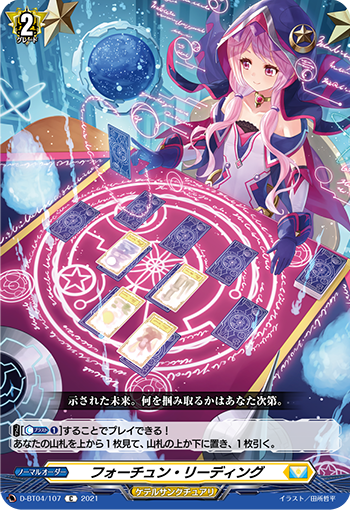 2
グレード
示された未来。何を掴み取るかはあなた次第。
【コスト】[【カウンターブラスト】①]することでプレイできる！
あなたの山札を上から1枚見て、山札の上か下に置き、1枚引く。
ノーマルオーダー
フォーチュン・リーディング
ケテルサンクチュアリ
D-BT04/107 C 2021
イラスト/田所哲平